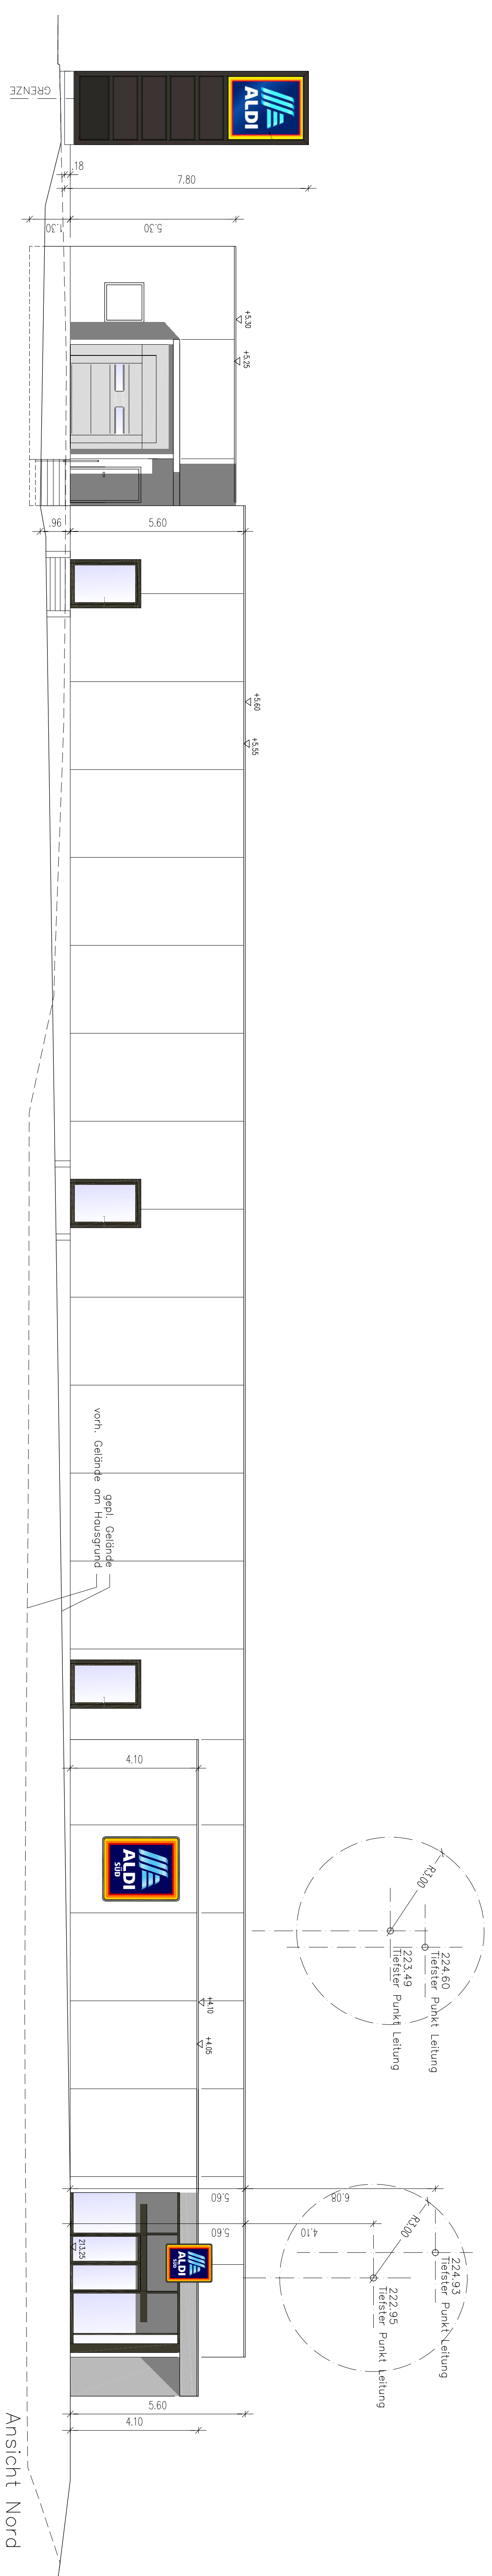 GRENZE
ALDI
.18
7.80
1.30
5.30
+5.30
+5.25
.96
5.60
+5.60
+5.55
gepl. Gelände
vorh. Gelände am Hausgrund
4.10
ALDI
SÜD
+4.10
+4.05
R3.00
224.60
Tiefster Punkt Leitung
223.49
Tiefster Punkt Leitung
5.60
6.08
5.60
4.10
R3.00
224.93
Tiefster Punkt Leitung
222.95
Tiefster Punkt Leitung
213.25
ALDI
SÜD
5.60
4.10
Ansicht Nord